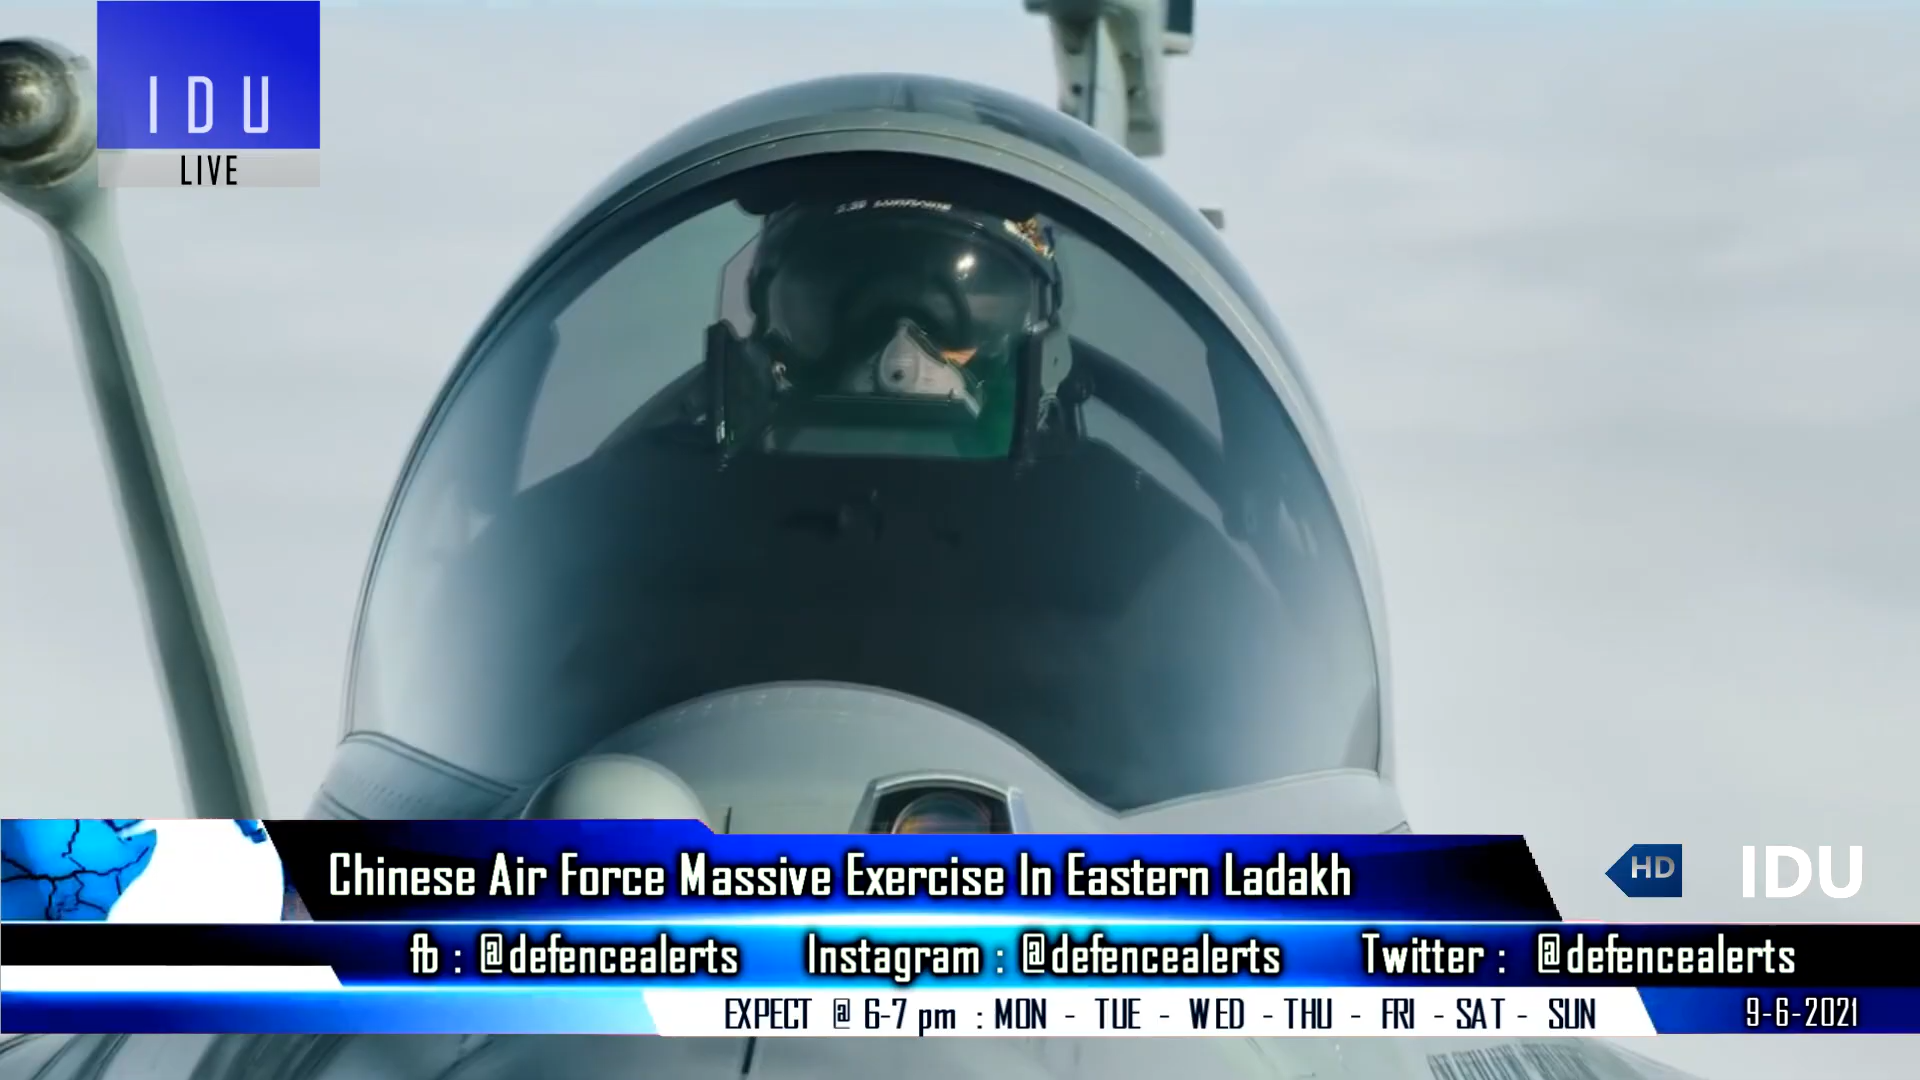 IDU
LIVE
Chinese Air Force Massive Exercise In Eastern Ladakh
HD IDU
fb : @defencealerts Instagram : @defencealerts Twitter : @defencealerts
EXPECT @ 6-7 pm : MON - TUE - WED - THU - FRI - SAT - SUN 9-6-2021